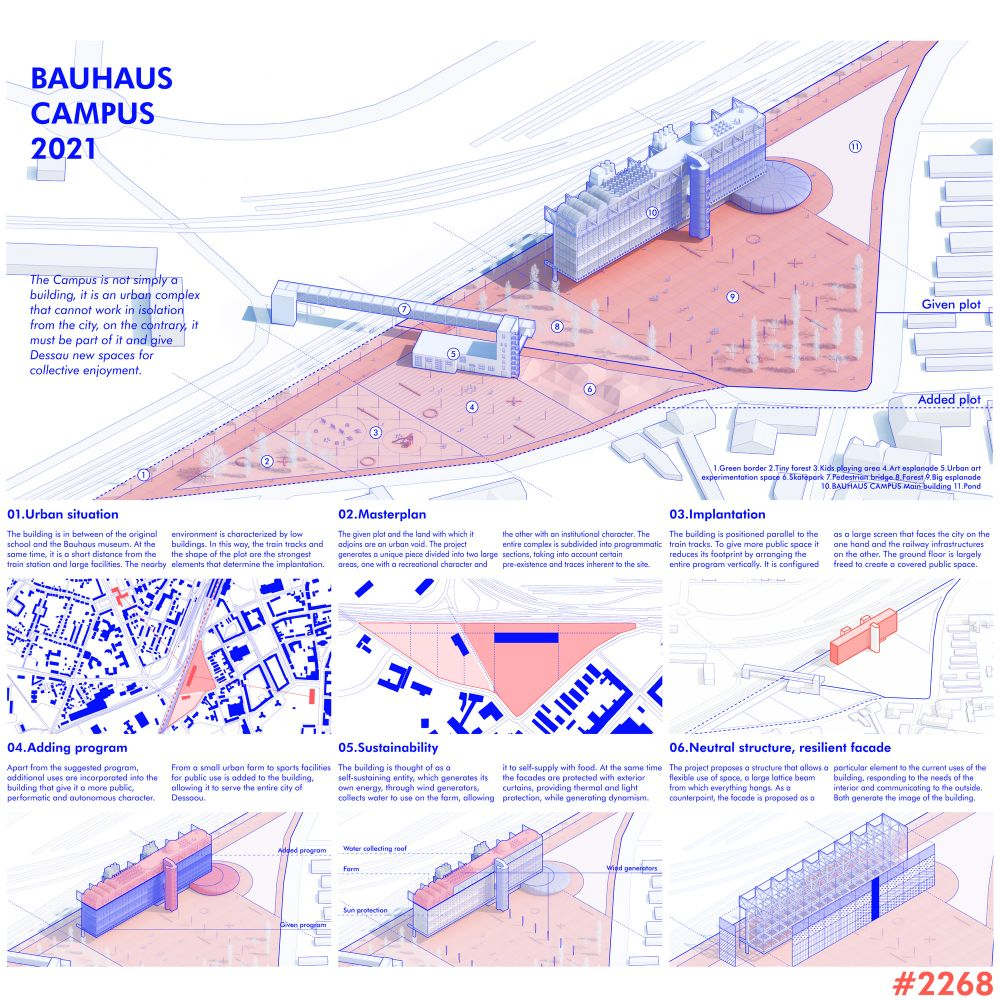 BAUHAUS
CAMPUS
2021
The Campus is not simply a
building, it is an urban complex
that cannot work in isolation
from the city, on the contrary, it
must be part of it and give
Dessau new spaces for
collective enjoyment.
11
10
9
Given plot
7
8
5
6
Added plot
4
3
2
1
1.Green border 2.Tiny forest 3.Kids playing area 4.Art esplanade 5.Urban art
experimentation space 6.Skatepark 7.Pedestrian bridge 8.Forest 9.Big esplanade
10.BAUHAUS CAMPUS Main building 11.Pond
01.Urban situation
The building is in between of the original
school and the Bauhaus museum. At the
same time, it is a short distance from the
train station and large facilities. The nearby
environment is characterized by low
buildings. In this way, the train tracks and
the shape of the plot are the strongest
elements that determine the implantation.
02.Masterplan
The given plot and the land with which it
adjoins are an urban void. The project
generates a unique piece divided into two large
areas, one with a recreational character and
the other with an institutional character. The
entire complex is subdivided into programmatic
sections, taking into account certain
pre-existence and traces inherent to the site.
03.Implantation
The building is positioned parallel to the
train tracks. To give more public space it
reduces its footprint by arranging the
entire program vertically. It is configured
as a large screen that faces the city on
the one hand and the railway infrastructures
on the other. The ground floor is largely
freed to create a covered public space.
04.Adding program
Apart from the suggested program,
additional uses are incorporated into the
building that give it a more public,
performatic and autonomous character.
From a small urban farm to sports facilities
for public use is added to the building,
allowing it to serve the entire city of
Dessaou.
05.Sustainability
The building is thought of as a
self-sustaining entity, which generates its
own energy, through wind generators,
collects water to use on the farm, allowing
it to self-supply with food. At the same time
the facades are protected with exterior
curtains, providing thermal and light
protection, while generating dynamism.
06.Neutral structure, resilient facade
The project proposes a structure that allows a
flexible use of space, a large lattice beam
from which everything hangs. As a
counterpoint, the facade is proposed as a
particular element to the current uses of the
building, responding to the needs of the
interior and communicating to the outside.
Both generate the image of the building.
Added program
Given program
Water collecting roof
Farm
Wind generators
Sun protection
#2268